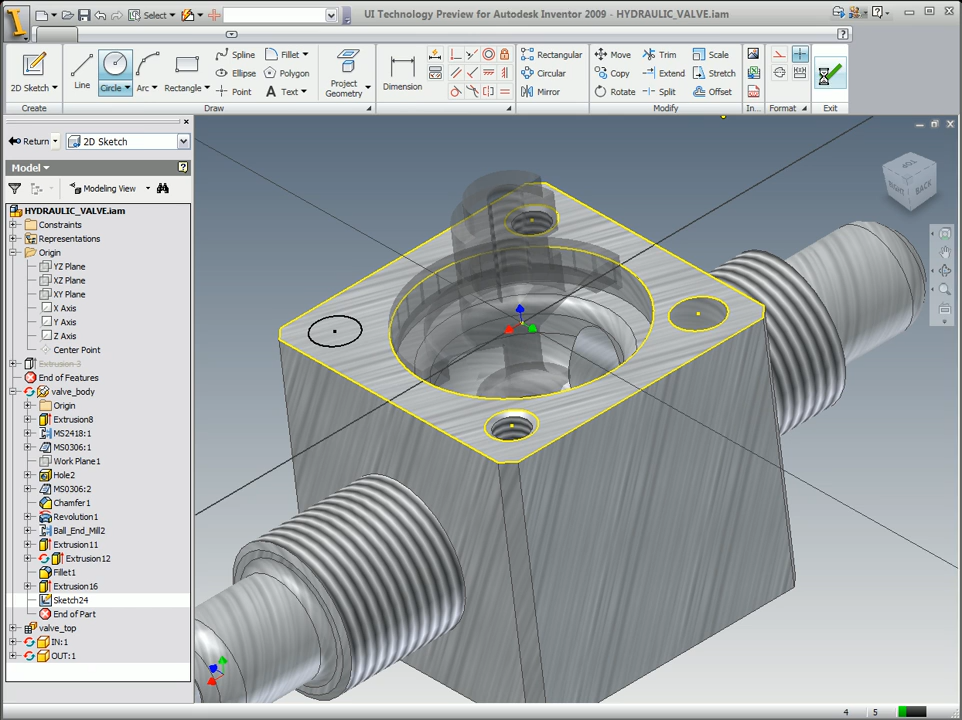 Select
UI Technology Preview for Autodesk Inventor 2009 - HYDRAULIC_VALVE.iam
2D Sketch
Line
Circle
Arc
Rectangle
Spline
Ellipse
Point
Fillet
Polygon
Text
Project
Geometry
Dimension
Rectangular
Circular
Mirror
Move
Copy
Rotate
Trim
Extend
Split
Scale
Stretch
Offset
Create
Draw
Modify
In...
Format
Exit
Return
2D Sketch
Model
Modeling View
HYDRAULIC_VALVE.iam
Constraints
Representations
Origin
YZ Plane
XZ Plane
XY Plane
X Axis
Y Axis
Z Axis
Center Point
Extrusion 3
End of Features
valve_body
Origin
Extrusion8
MS2418:1
MS0306:1
Work Plane1
Hole2
MS0306:2
Chamfer1
Revolution1
Ball_End_Mill2
Extrusion11
Extrusion12
Fillet1
Extrusion16
Sketch24
End of Part
valve_top
IN:1
OUT:1
TOP
RIGHT
BACK
4
5